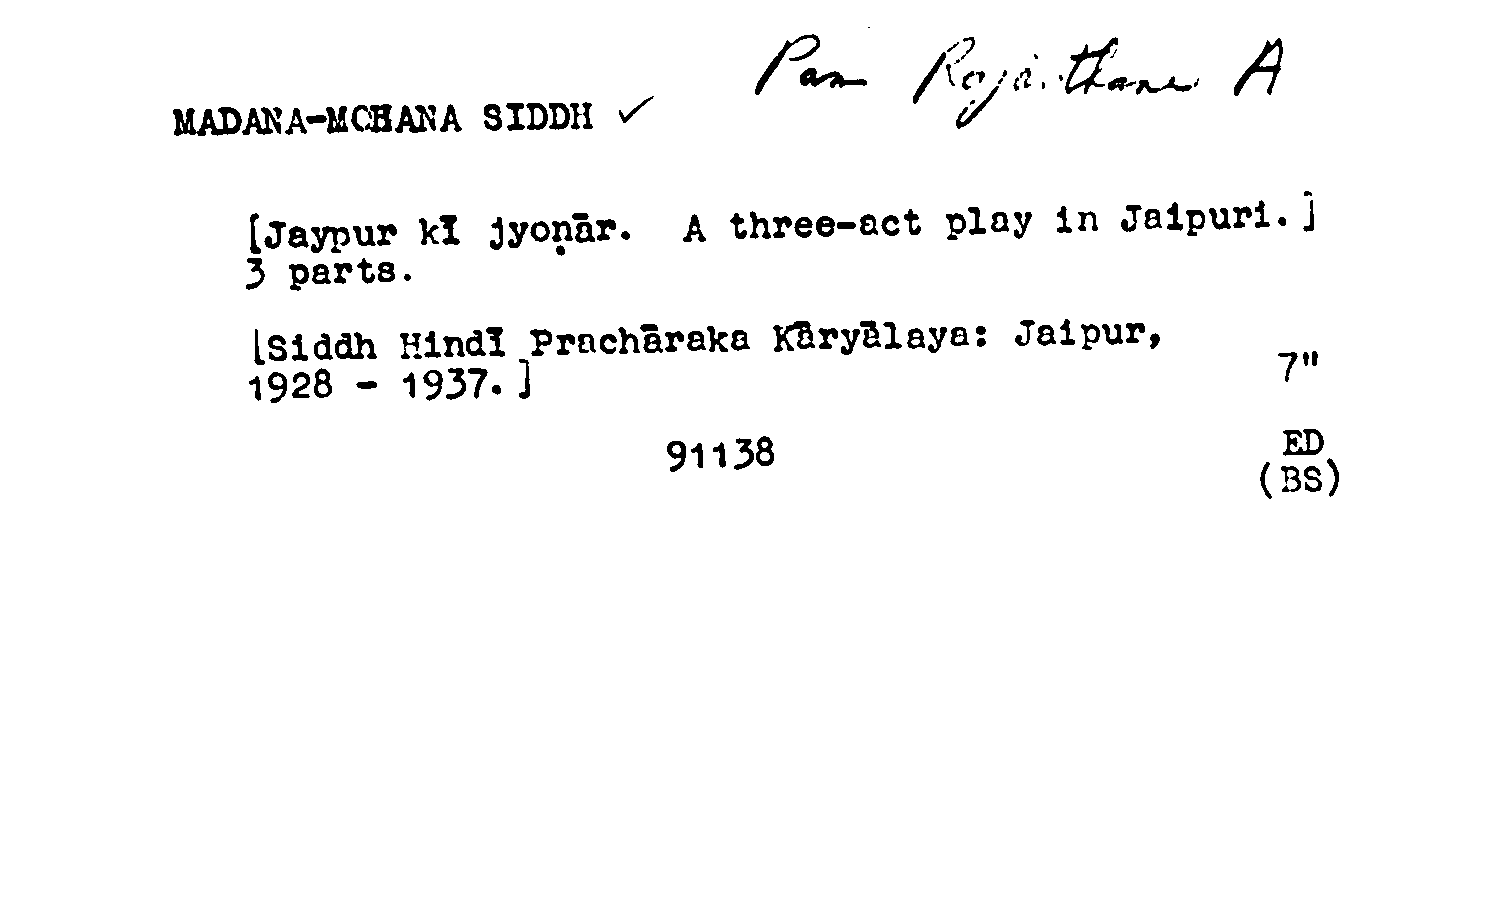 Pam Rajasthani A
MADANA-MOHANA SIDDH ✓
[Jaypur kī jyoṇār. A three-act play in Jaipuri.]
3 parts.
[Siddh Hindī Prachāraka Kāryālaya: Jaipur,
1928 - 1937.]
7"
91138
ED
(BS)